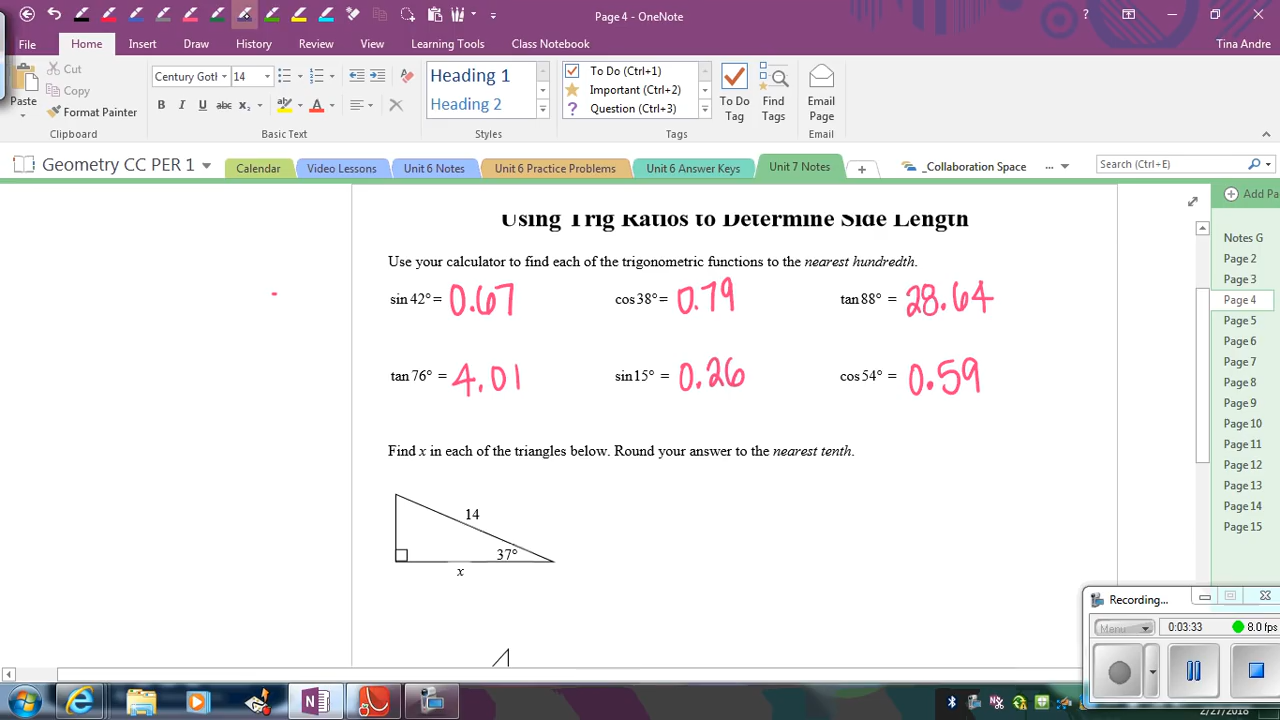 Page 4 - OneNote
?
File Home Insert Draw History Review View Learning Tools Class Notebook Tina Andre
Paste Cut Copy Format Painter
Century Gotl 14
B I U abc x₂ A
Heading 1
Heading 2
To Do (Ctrl+1)
Important (Ctrl+2)
? Question (Ctrl+3)
To Do Tag
Find Tags
Email Page
Clipboard Basic Text Styles Tags Email
Geometry CC PER 1 Calendar Video Lessons Unit 6 Notes Unit 6 Practice Problems Unit 6 Answer Keys Unit 7 Notes + _Collaboration Space ... Search (Ctrl+E)
Add Pa
Using Trig Ratios to Determine Side Length
Use your calculator to find each of the trigonometric functions to the nearest hundredth.
sin 42° = 0.67 cos 38° = 0.79 tan 88° = 28.64
tan 76° = 4.01 sin 15° = 0.26 cos 54° = 0.59
Find x in each of the triangles below. Round your answer to the nearest tenth.
14
37°
x
Notes G
Page 2
Page 3
Page 4
Page 5
Page 6
Page 7
Page 8
Page 9
Page 10
Page 11
Page 12
Page 13
Page 14
Page 15
Recording...
Menu 0:03:33 8.0 fps
2/27/2018